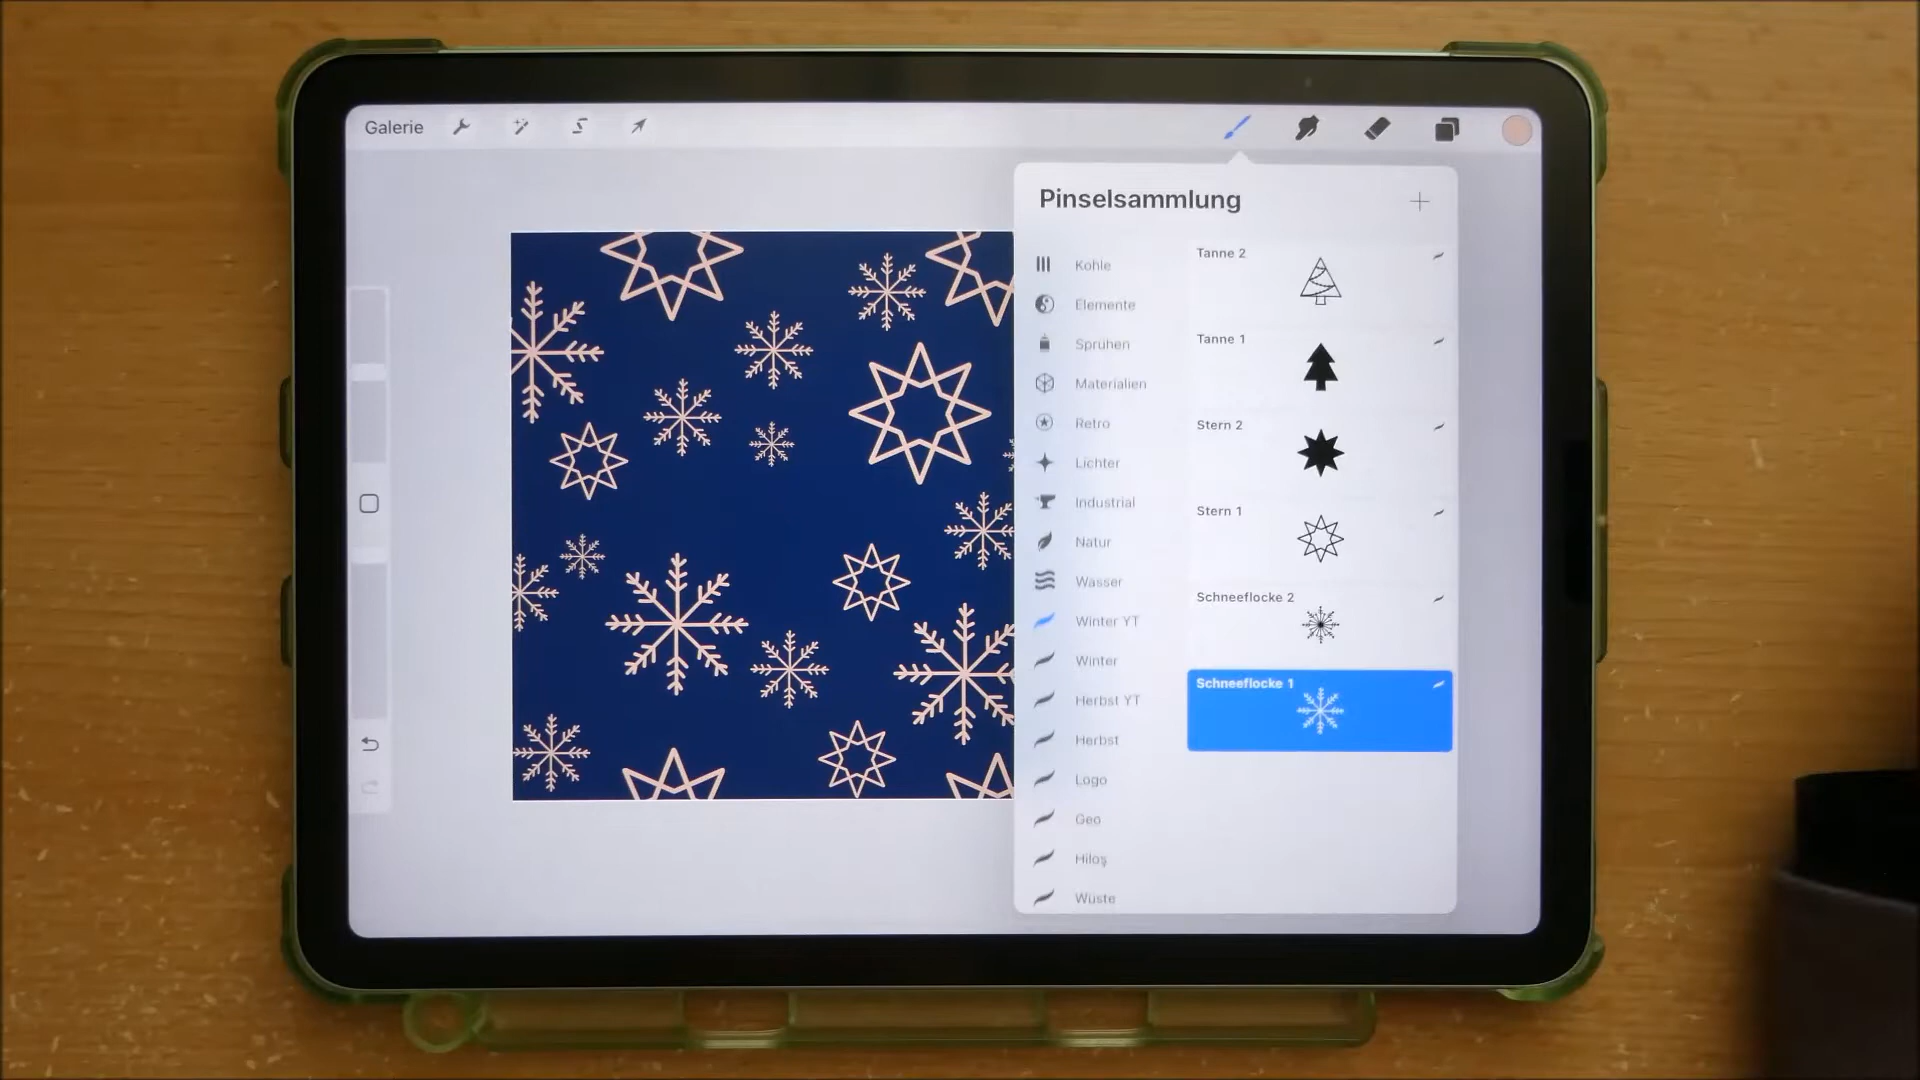 Galerie
Pinselsammlung
Kohle
Elemente
Sprühen
Materialien
Retro
Lichter
Industrial
Natur
Wasser
Winter YT
Winter
Herbst YT
Herbst
Logo
Geo
Wüste
Tanne 2
Tanne 1
Stern 2
Stern 1
Schneeflocke 2
Schneeflocke 1